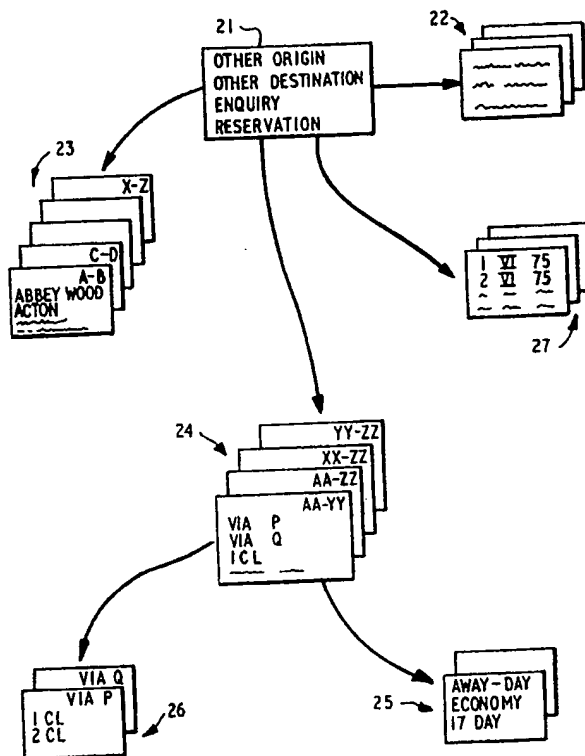 21
OTHER ORIGIN
OTHER DESTINATION
ENQUIRY
RESERVATION
22
23
X-Z
C-D
A-B
ABBEY WOOD
ACTON
1 VI 75
2 VI 75
27
24
YY-ZZ
XX-ZZ
AA-ZZ
AA-YY
VIA P
VIA Q
1CL
VIA Q
VIA P
1 CL
2 CL
26
25
AWAY-DAY
ECONOMY
17 DAY